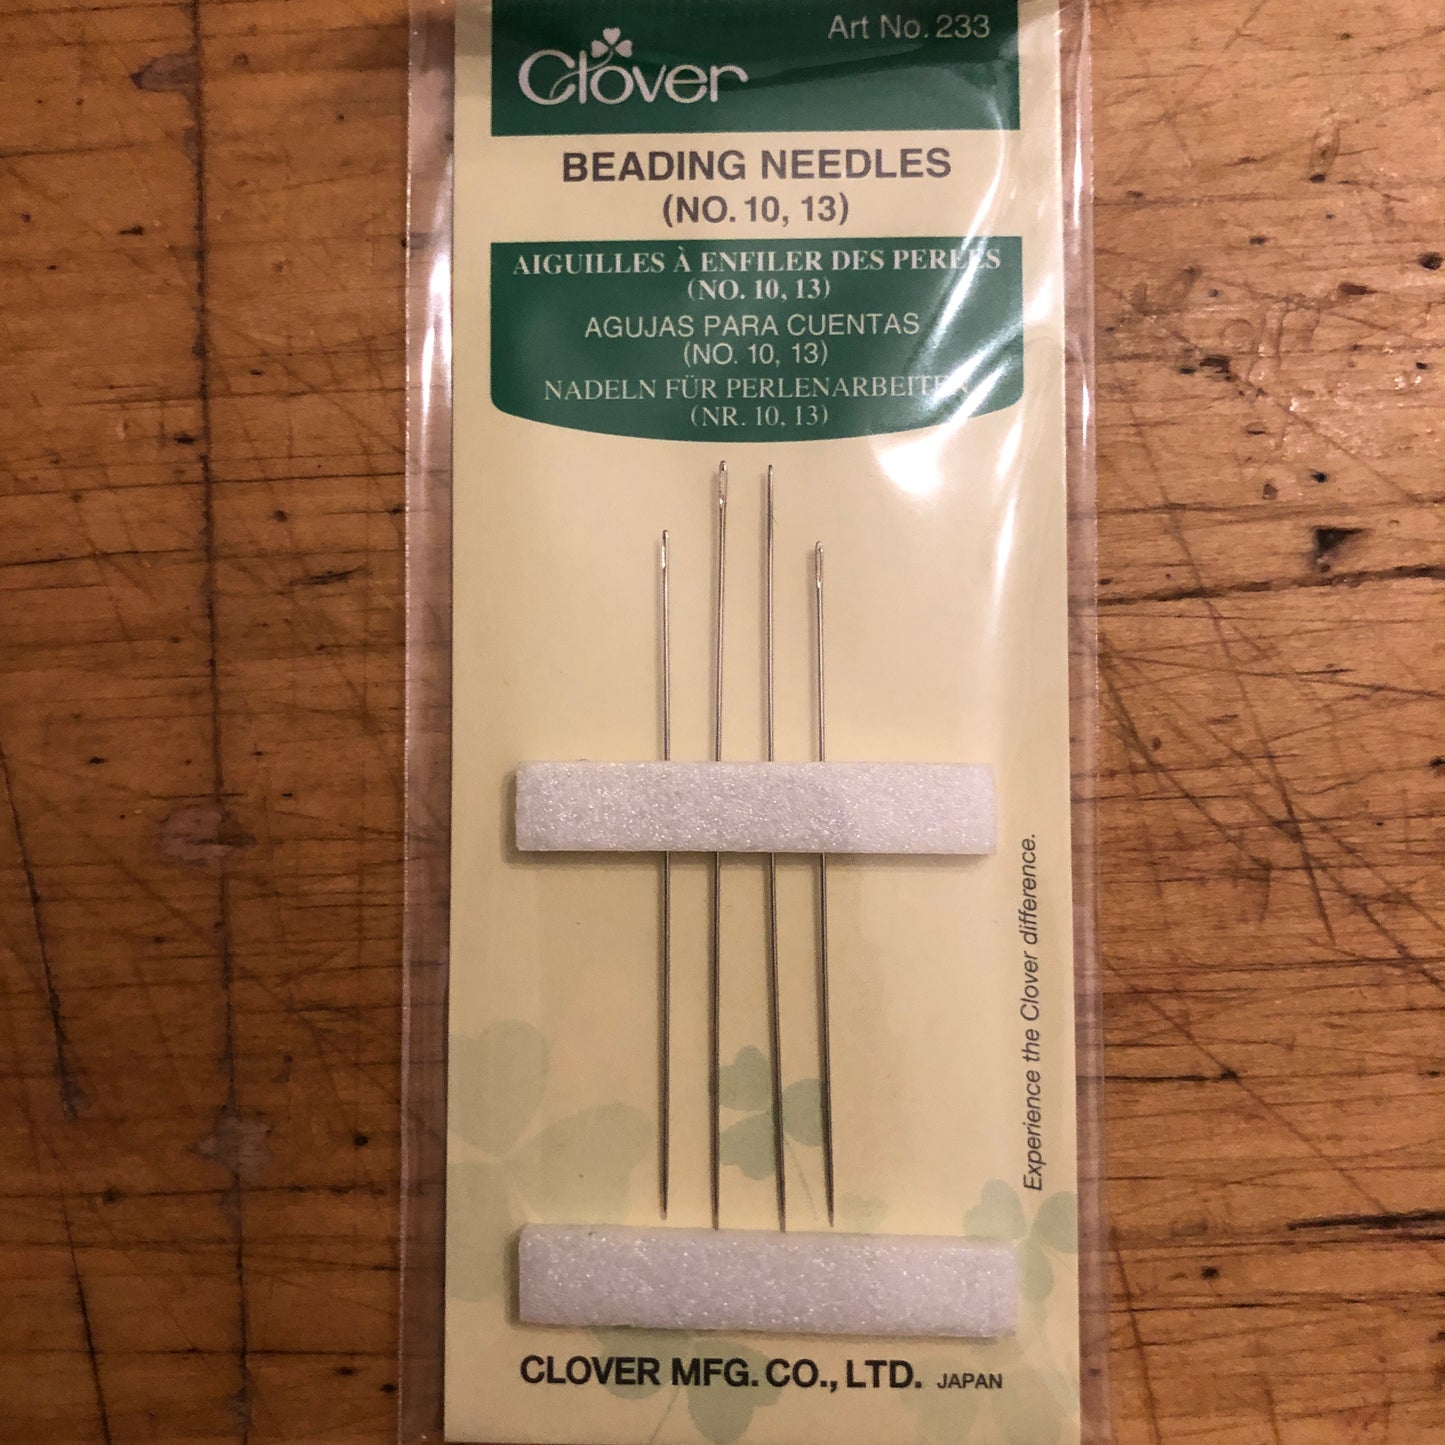 Art No. 233
Clover
BEADING NEEDLES
(NO. 10, 13)
AIGUILLES À ENFILER DES PERLES
(NO. 10, 13)
AGUJAS PARA CUENTAS
(NO. 10, 13)
NADELN FÜR PERLENARBEITEN
(NR. 10, 13)
Experience the Clover difference.
CLOVER MFG. CO., LTD. JAPAN